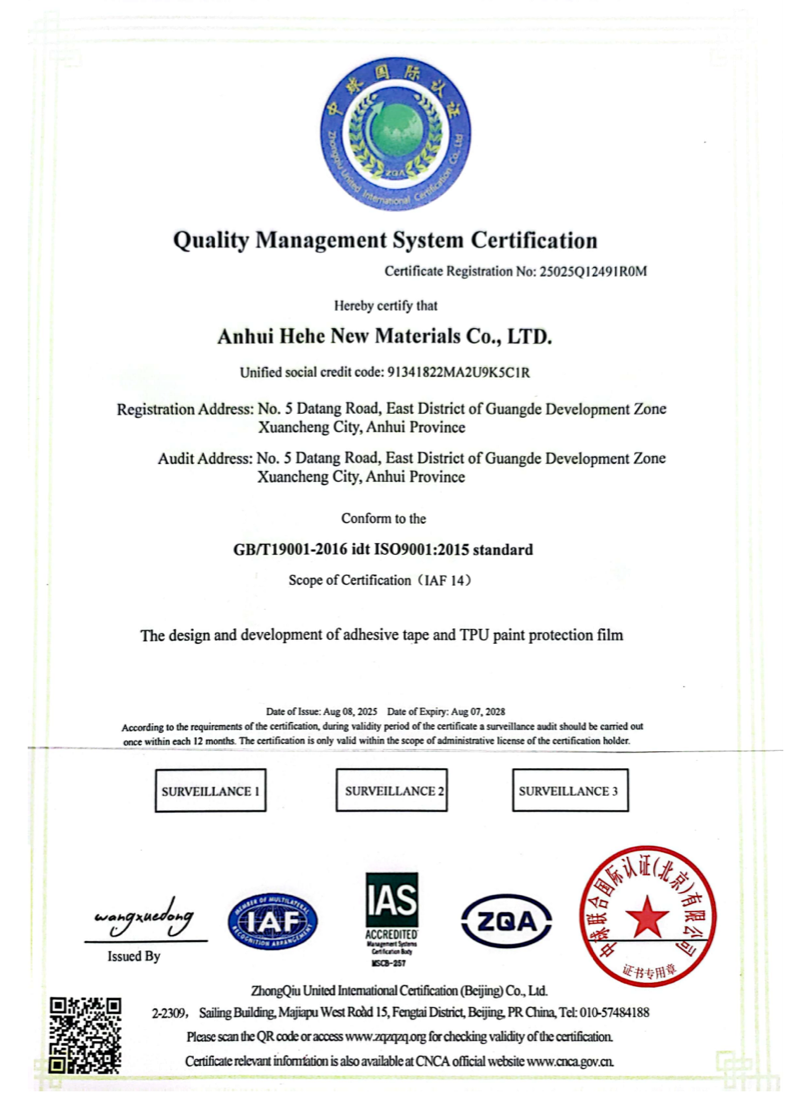 中球国际认证
ZhongQiu United International Certification Co., Ltd
ZQA
Quality Management System Certification
Certificate Registration No: 25025Q12491R0M
Hereby certify that
Anhui Hehe New Materials Co., LTD.
Unified social credit code: 91341822MA2U9K5C1R
Registration Address: No. 5 Datang Road, East District of Guangde Development Zone
Xuancheng City, Anhui Province
Audit Address: No. 5 Datang Road, East District of Guangde Development Zone
Xuancheng City, Anhui Province
Conform to the
GB/T19001-2016 idt ISO9001:2015 standard
Scope of Certification（IAF 14）
The design and development of adhesive tape and TPU paint protection film
Date of Issue: Aug 08, 2025 Date of Expiry: Aug 07, 2028
According to the requirements of the certification, during validity period of the certificate a surveillance audit should be carried out
once within each 12 months. The certification is only valid within the scope of administrative license of the certification holder.
SURVEILLANCE 1
SURVEILLANCE 2
SURVEILLANCE 3
wangxuedong
Issued By
MEMBER OF MULTILATERAL
IAF
RECOGNITION ARRANGEMENT
IAS
ACCREDITED
Management Systems
Certification Body
MSCB-257
ZQA
中球联合国际认证(北京)有限公司
证书专用章
ZhongQiu United International Certification (Beijing) Co., Ltd.
2-2309， Sailing Building, Majiapu West Road 15, Fengtai District, Beijing, PR China, Tel: 010-57484188
Please scan the QR code or access www.zqzqzq.org for checking validity of the certification.
Certificate relevant information is also available at CNCA official website www.cnca.gov.cn.